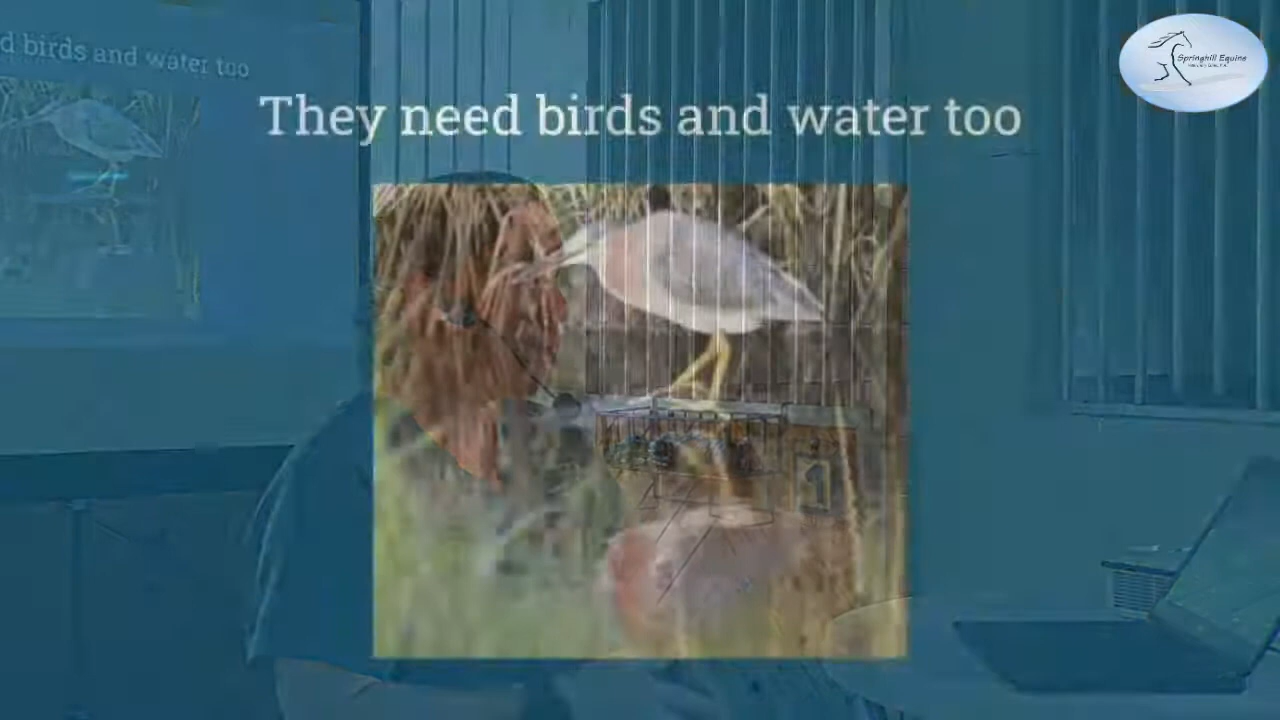 d birds and water too
They need birds and water too
Springhill Equine
1